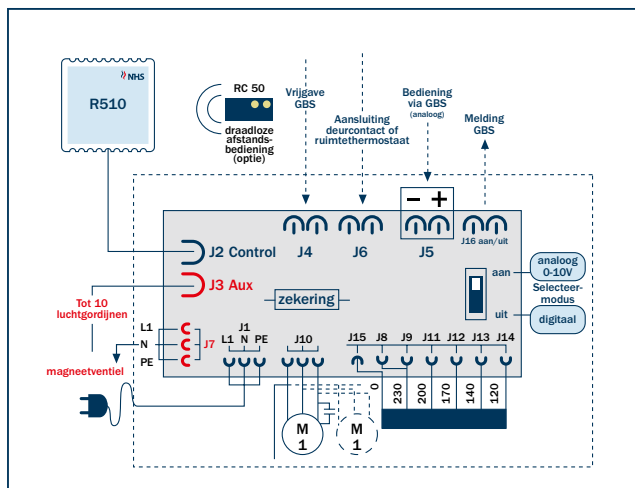 NHS
R510
RC 50
draadloze
afstands-
bediening
(optie)
Vrijgave
GBS
Aansluiting
deurcontact of
ruimtethermostaat
Bediening
via GBS
(analoog)
Melding
GBS
− +
J4
J6
J5
J16 aan/uit
J2 Control
J3 Aux
zekering
aan
uit
analoog
0-10V
Selecteer-
modus
digitaal
Tot 10
luchtgordijnen
magneetventiel
L1
N
PE
J7
J1
L1 N PE
J10
J15 J8 J9 J11 J12 J13 J14
0 230 200 170 140 120
M
1
M
1